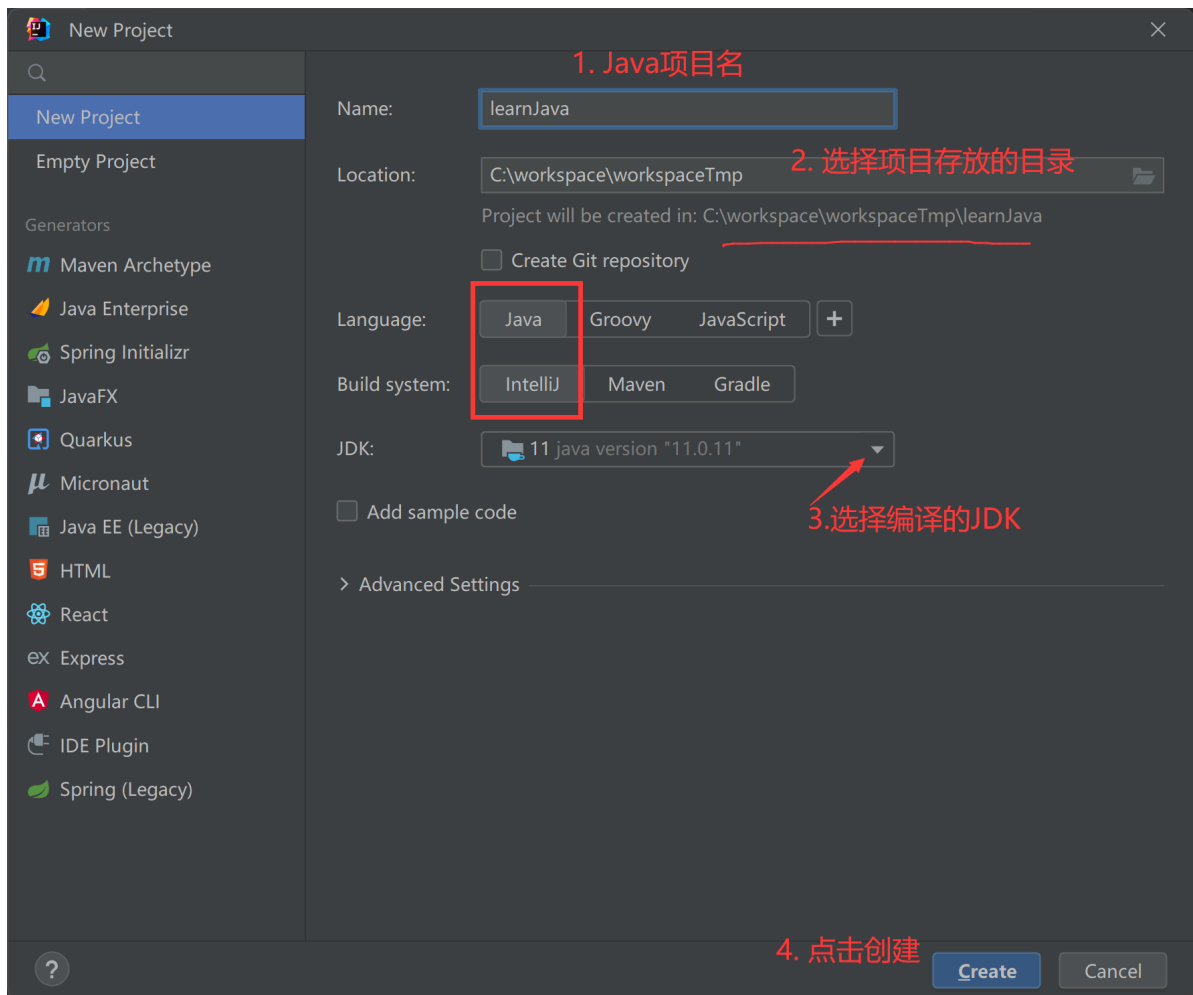 New Project
1. Java项目名
New Project
Name: learnJava
Empty Project
2. 选择项目存放的目录
Location: C:\workspace\workspaceTmp
Project will be created in: C:\workspace\workspaceTmp\learnJava
Generators
Create Git repository
Maven Archetype
Java Enterprise
Language: Java Groovy JavaScript +
Spring Initializr
Build system: IntelliJ Maven Gradle
JavaFX
Quarkus
JDK: 11 java version "11.0.11"
Micronaut
Add sample code
3.选择编译的JDK
Java EE (Legacy)
HTML
Advanced Settings
React
ex Express
Angular CLI
IDE Plugin
Spring (Legacy)
4. 点击创建
? Create Cancel